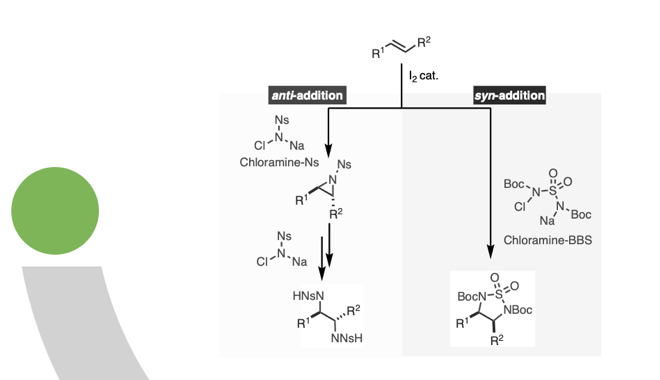 R¹ R²
I₂ cat.
anti-addition
syn-addition
Ns
N
Cl Na
Chloramine-Ns
Ns
N
R¹
R²
Ns
N
Cl Na
HNsN
R¹ R²
NNsH
O
Boc N S O
Cl N Boc
Na
Chloramine-BBS
O
BocN S O
NBoc
R¹
R²